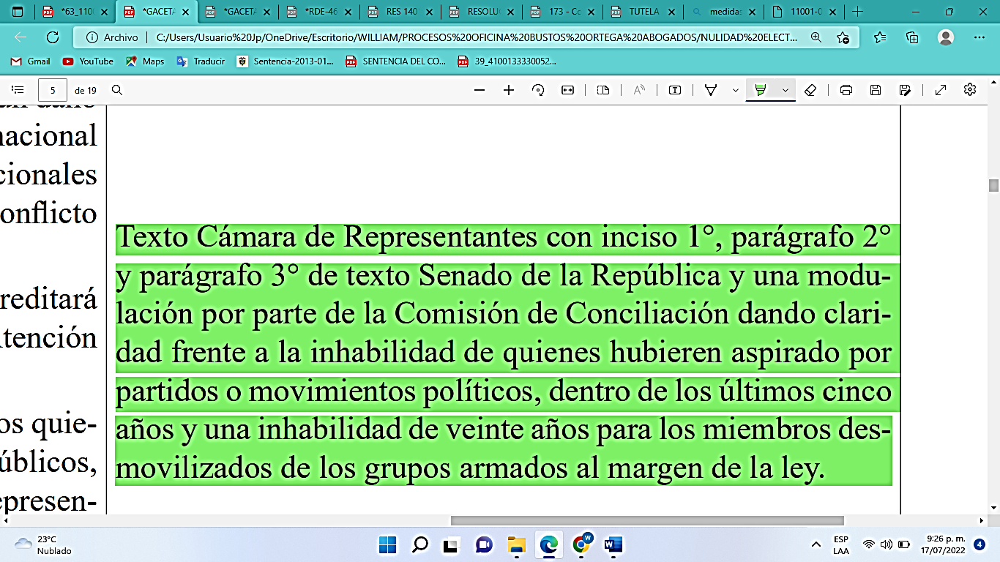 *63_110
*GACETA
*GACETA
*RDE-46
RES 140
RESOLU
173 - Co
TUTELA
medidas
11001-0
Archivo
C:/Users/Usuario%20Jp/OneDrive/Escritorio/WILLIAM/PROCESOS%20OFICINA%20BUSTOS%20ORTEGA%20ABOGADOS/NULIDAD%20ELECT...
Gmail
YouTube
Maps
Traducir
Sentencia-2013-01...
SENTENCIA DEL CO...
39_4100133330052...
5 de 19
nacional
cionales
onflicto
reditará
tención
os quie-
úblicos,
epresen-
Texto Cámara de Representantes con inciso 1°, parágrafo 2°
y parágrafo 3° de texto Senado de la República y una modu-
lación por parte de la Comisión de Conciliación dando clari-
dad frente a la inhabilidad de quienes hubieren aspirado por
partidos o movimientos políticos, dentro de los últimos cinco
años y una inhabilidad de veinte años para los miembros des-
movilizados de los grupos armados al margen de la ley.
23°C
Nublado
ESP
LAA
9:26 p. m.
17/07/2022
4